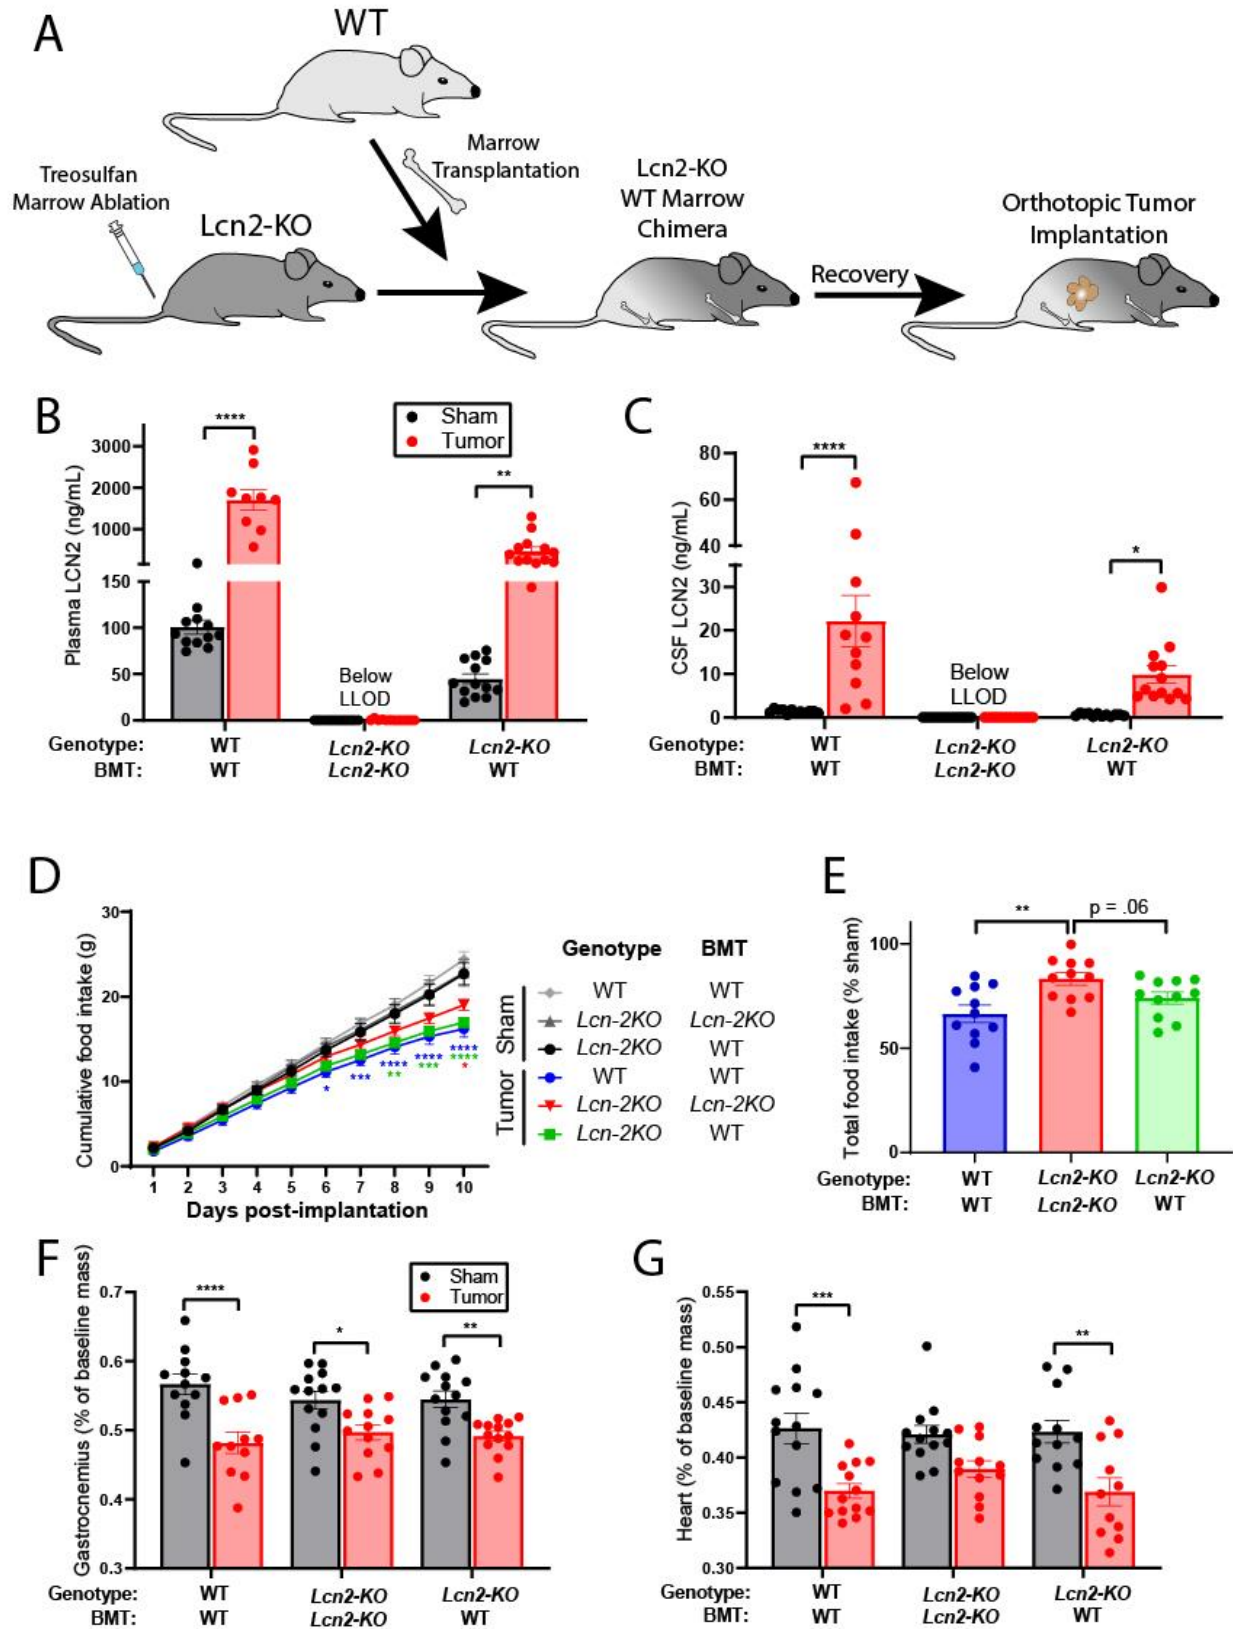 A
WT
Treosulfan
Marrow Ablation
Marrow
Transplantation
Lcn2-KO
Lcn2-KO
WT Marrow
Chimera
Recovery
Orthotopic Tumor
Implantation
B
Sham
Tumor
Plasma LCN2 (ng/mL)
3000
2000
1000
150
100
50
0
****
**
Below
LLOD
Genotype: WT Lcn2-KO Lcn2-KO
BMT: WT Lcn2-KO WT
C
CSF LCN2 (ng/mL)
80
60
40
30
20
10
0
****
*
Below
LLOD
Genotype: WT Lcn2-KO Lcn2-KO
BMT: WT Lcn2-KO WT
D
Cumulative food intake (g)
30
20
10
0
* *** **** **** ****
** *** ****
*
1 2 3 4 5 6 7 8 9 10
Days post-implantation
Genotype BMT
Sham
WT WT
Lcn-2KO Lcn-2KO
Lcn-2KO WT
Tumor
WT WT
Lcn-2KO Lcn-2KO
Lcn-2KO WT
E
Total food intake (% sham)
100
50
0
**
p = .06
Genotype: WT Lcn2-KO Lcn2-KO
BMT: WT Lcn2-KO WT
F
Gastrocnemius (% of baseline mass)
Sham
Tumor
0.7
0.6
0.5
0.4
0.3
****
*
**
Genotype: WT Lcn2-KO Lcn2-KO
BMT: WT Lcn2-KO WT
G
Heart (% of baseline mass)
0.55
0.50
0.45
0.40
0.35
0.30
***
**
Genotype: WT Lcn2-KO Lcn2-KO
BMT: WT Lcn2-KO WT